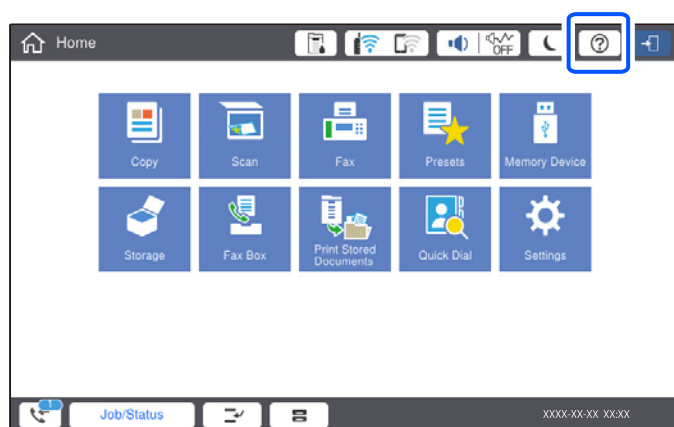 Home
OFF
?
Copy
Scan
Fax
Presets
Memory Device
Storage
Fax Box
Print Stored
Documents
Quick Dial
Settings
1
Job/Status
XXXX-XX-XX XX:XX